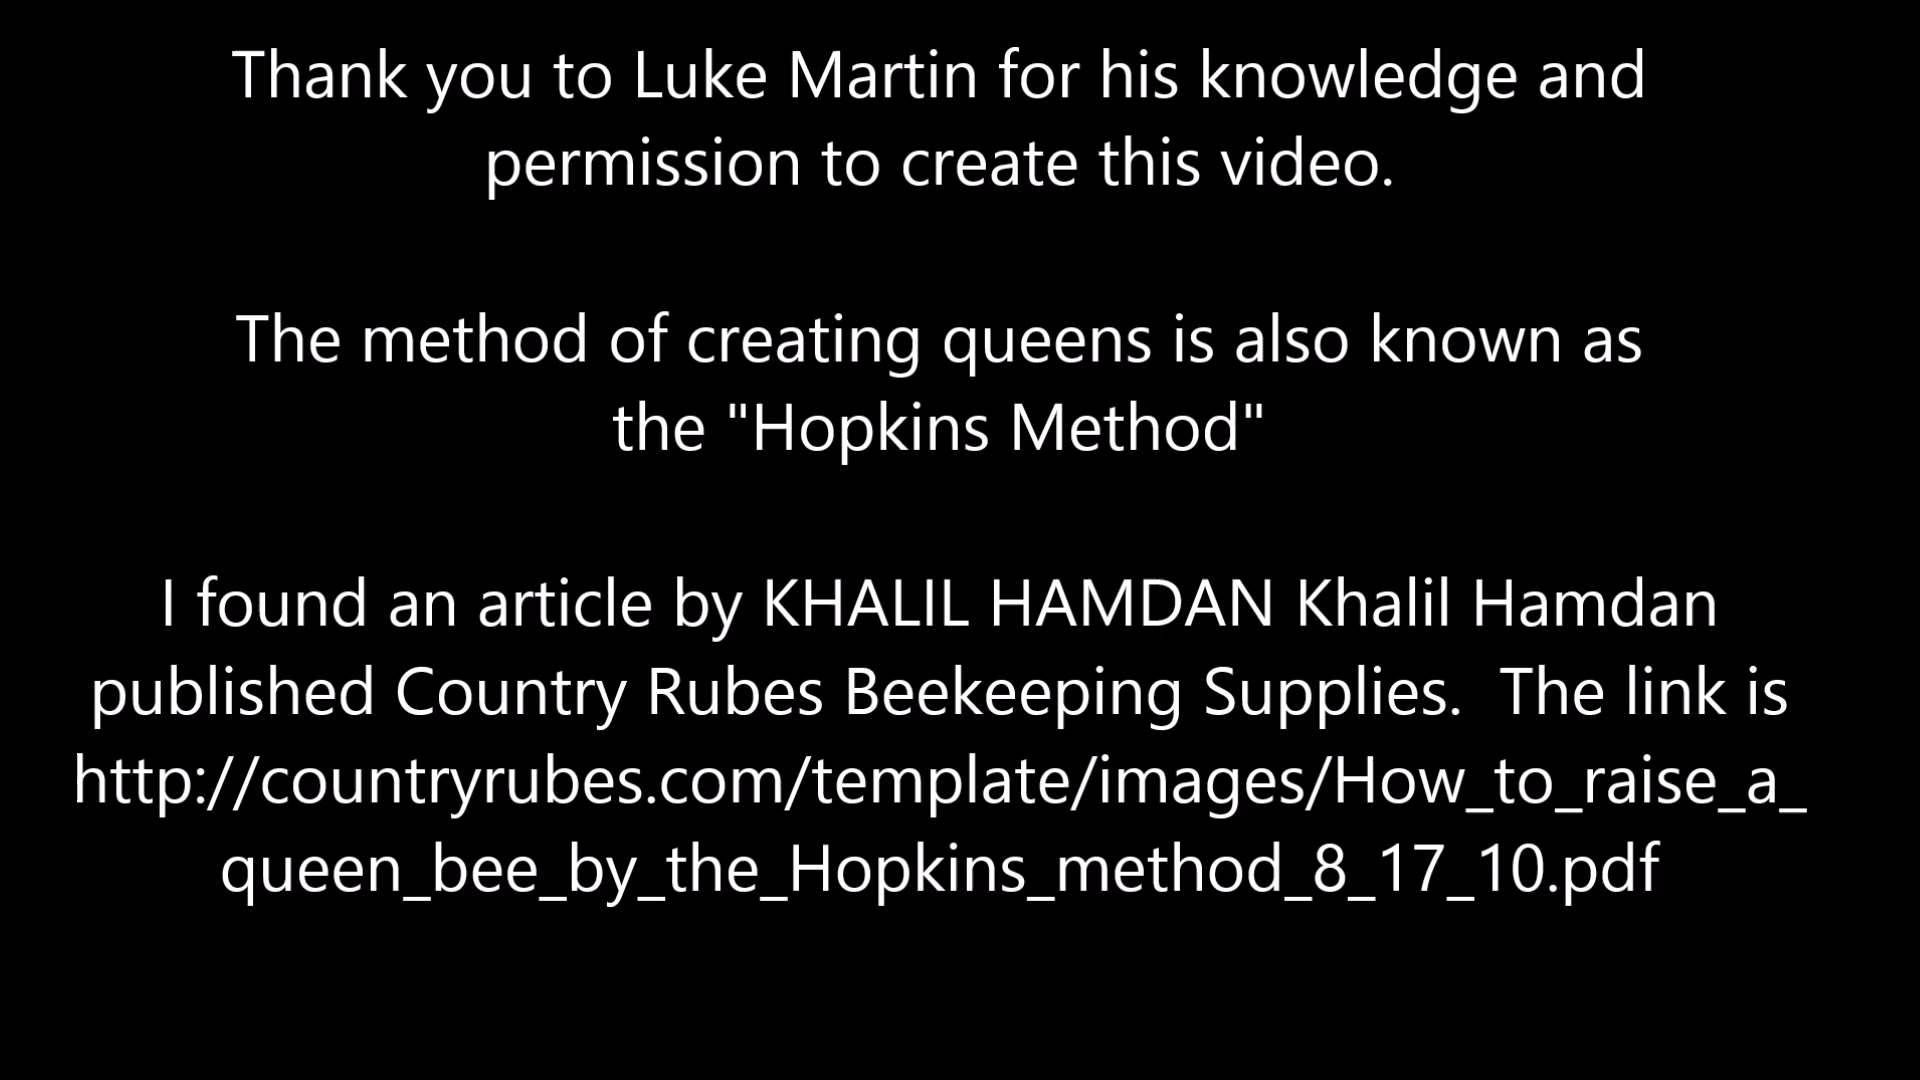 Thank you to Luke Martin for his knowledge and
permission to create this video.
The method of creating queens is also known as
the "Hopkins Method"
I found an article by KHALIL HAMDAN Khalil Hamdan
published Country Rubes Beekeeping Supplies.  The link is
http://countryrubes.com/template/images/How_to_raise_a_
queen_bee_by_the_Hopkins_method_8_17_10.pdf